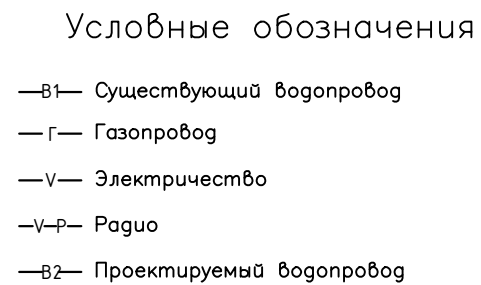 Условные обозначения
В1 Существующий водопровод
Г Газопровод
V Электричество
V Р Радио
В2 Проектируемый водопровод